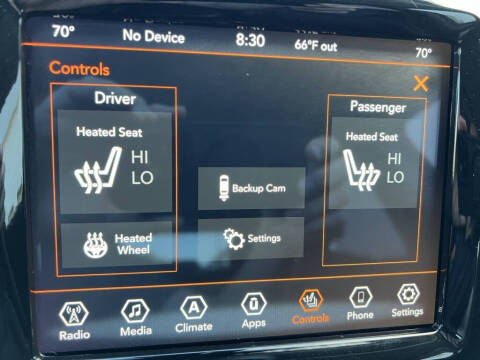 70° No Device 8:30 66°F out 70°
Controls
Driver
Heated Seat
HI
LO
Heated
Wheel
Backup Cam
Settings
Passenger
Heated Seat
HI
LO
Radio Media Climate Apps Controls Phone Settings